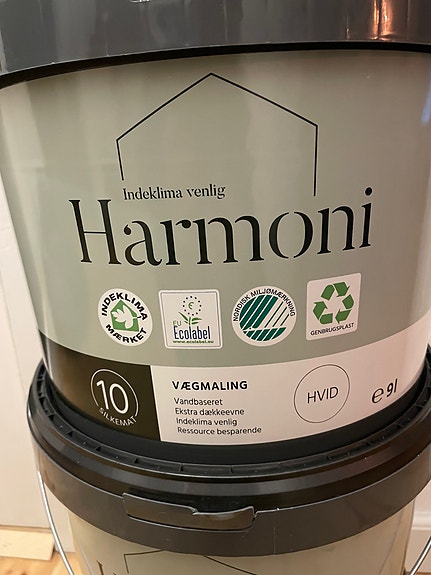 Indeklima venlig
Harmoni
INDEKLIMA MÆRKET
EU
Ecolabel
www.ecolabel.eu
NORDISK MILJØMÆRKNING
GENBRUGSPLAST
10
SILKEMAT
VÆGMALING
Vandbaseret
Ekstra dækkeevne
Indeklima venlig
Ressource besparende
HVID
℮ 9l